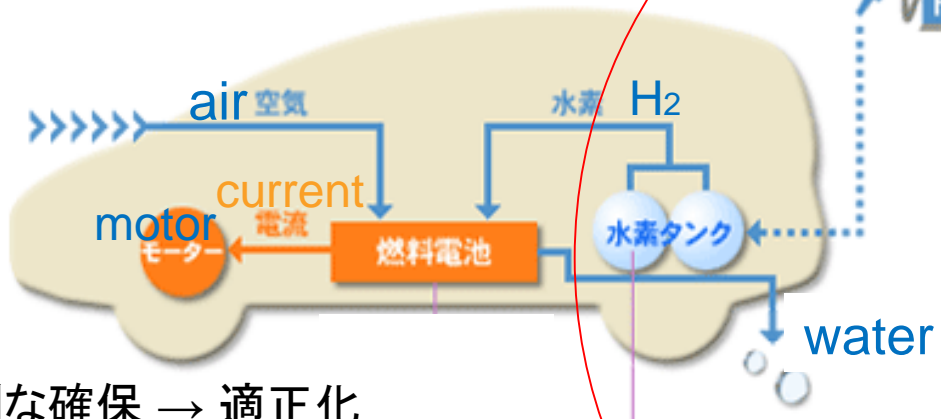 air 空気
水素 H2
current
motor
電流
モーター
燃料電池
水素タンク
water
な確保 → 適正化